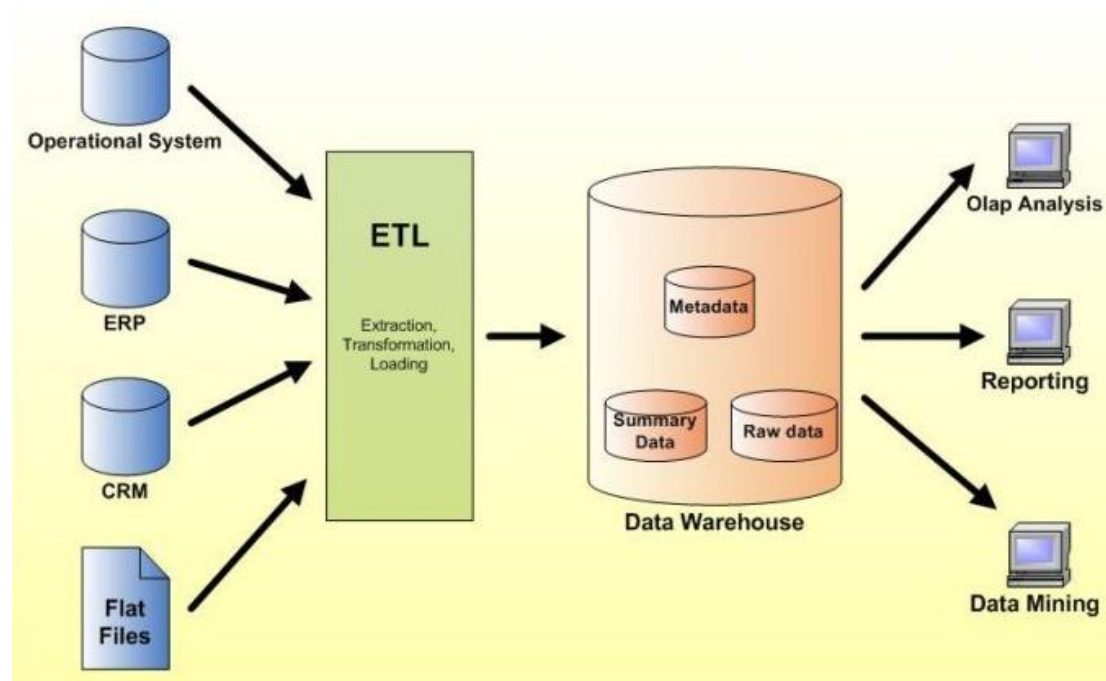 Operational System
ERP
CRM
Flat
Files
ETL
Extraction,
Transformation,
Loading
Metadata
Summary
Data
Raw data
Data Warehouse
Olap Analysis
Reporting
Data Mining